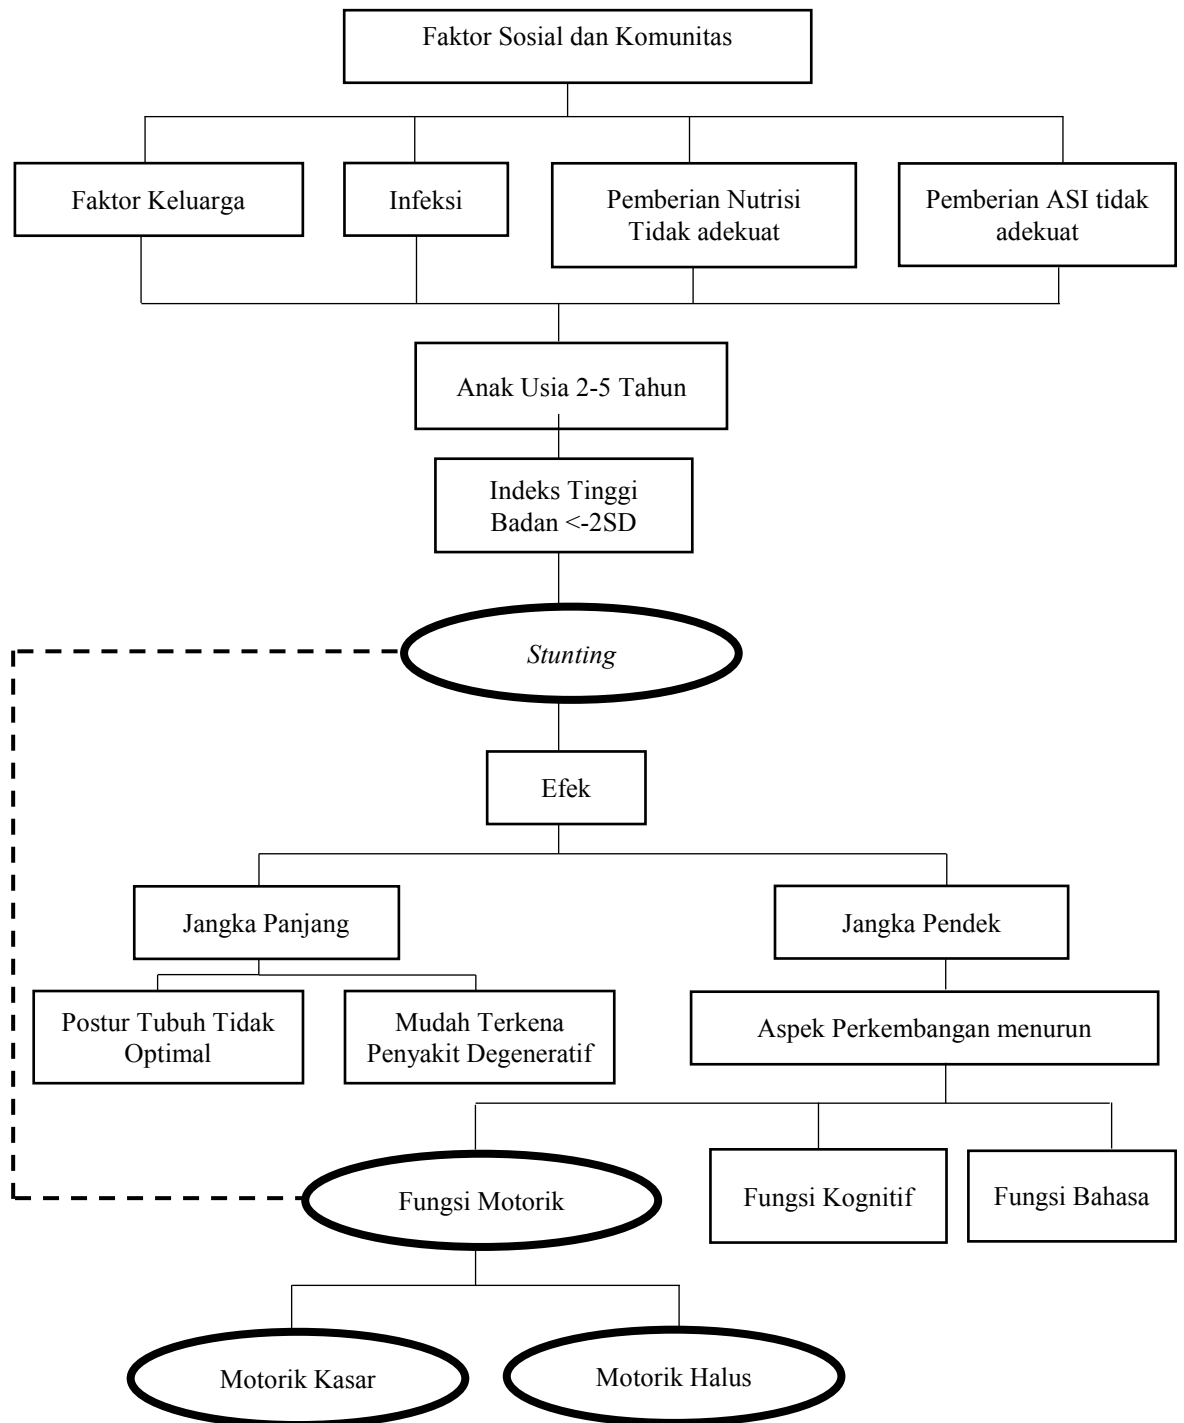 Faktor Sosial dan Komunitas
Faktor Keluarga
Infeksi
Pemberian Nutrisi
Tidak adekuat
Pemberian ASI tidak
adekuat
Anak Usia 2-5 Tahun
Indeks Tinggi
Badan <-2SD
Stunting
Efek
Jangka Panjang
Jangka Pendek
Postur Tubuh Tidak
Optimal
Mudah Terkena
Penyakit Degeneratif
Aspek Perkembangan menurun
Fungsi Motorik
Fungsi Kognitif
Fungsi Bahasa
Motorik Kasar
Motorik Halus